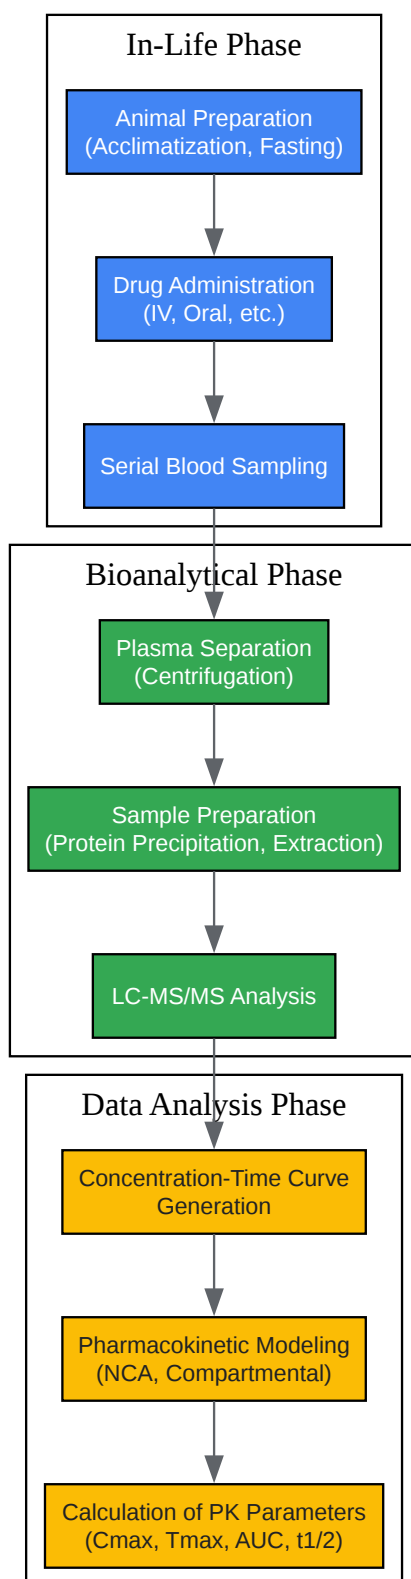 In-Life Phase
Animal Preparation
(Acclimatization, Fasting)
Drug Administration
(IV, Oral, etc.)
Serial Blood Sampling
Bioanalytical Phase
Plasma Separation
(Centrifugation)
Sample Preparation
(Protein Precipitation, Extraction)
LC-MS/MS Analysis
Data Analysis Phase
Concentration-Time Curve
Generation
Pharmacokinetic Modeling
(NCA, Compartmental)
Calculation of PK Parameters
(Cmax, Tmax, AUC, t1/2)